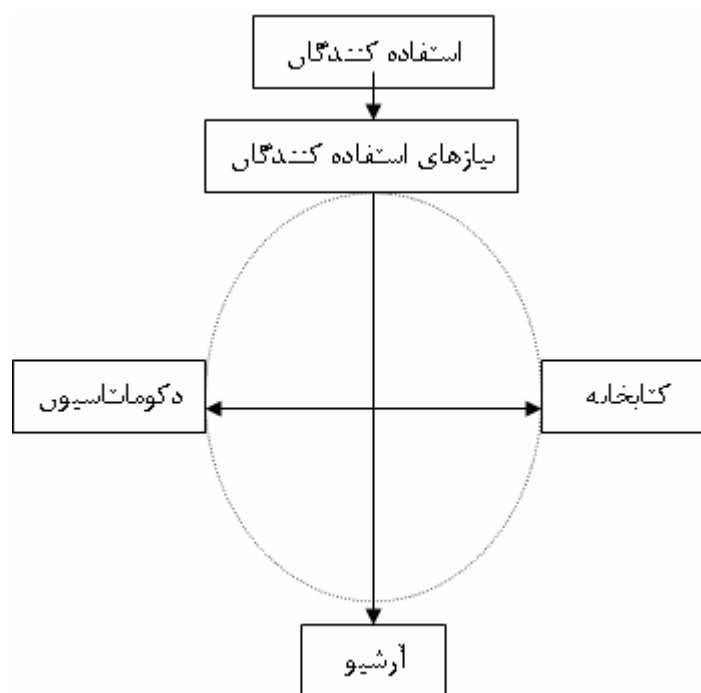 استفاده کنندگان
نیازهای استفاده کنندگان
کتابخانه
دکومانتاسیون
آرشیو